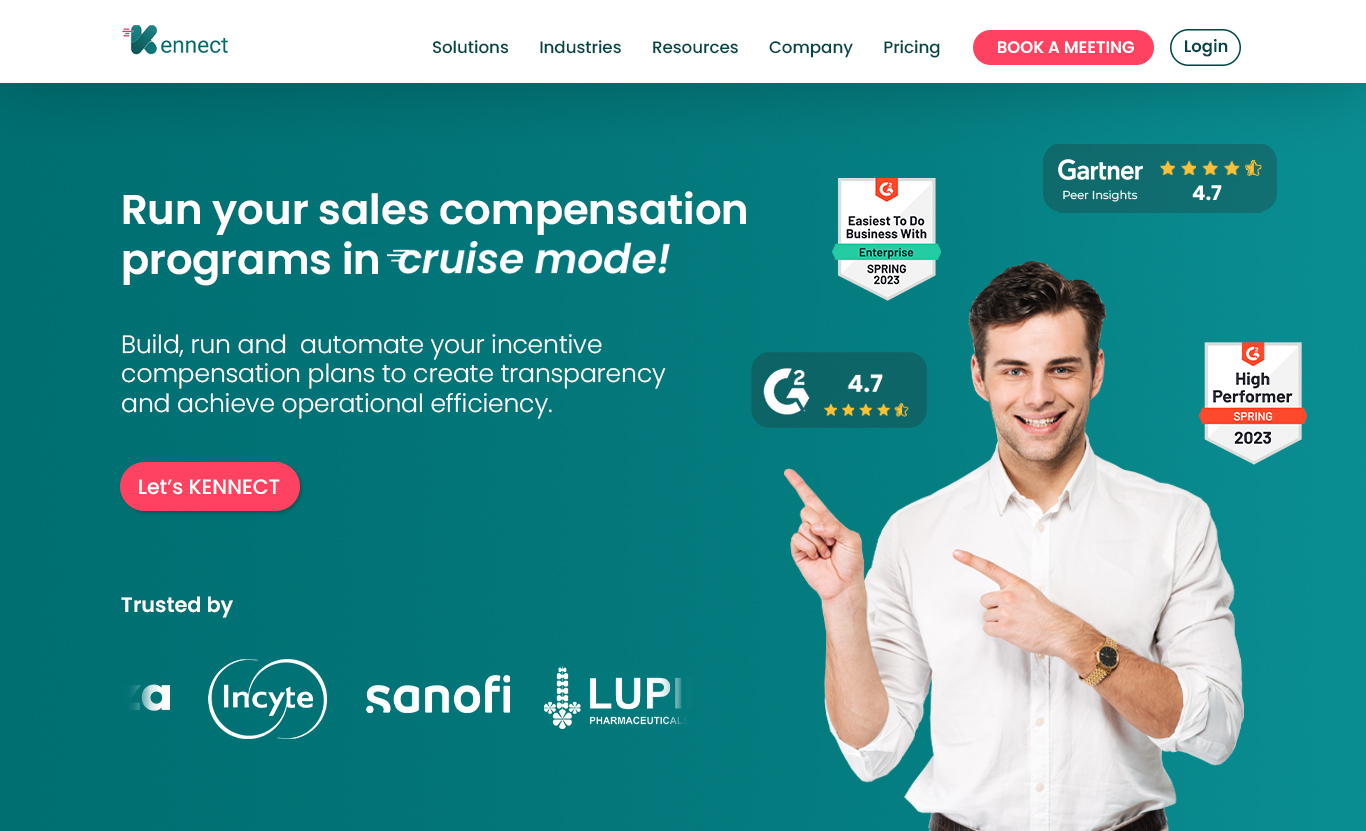 Kennect
Solutions
Industries
Resources
Company
Pricing
BOOK A MEETING
Login
Run your sales compensation
programs in cruise mode!
Build, run and automate your incentive
compensation plans to create transparency
and achieve operational efficiency.
Let's KENNECT
Trusted by
Incyte
sanofi
LUPI
PHARMACEUTICALS
Easiest To Do
Business With
Enterprise
SPRING
2023
Gartner
Peer Insights
4.7
G2
4.7
High
Performer
SPRING
2023